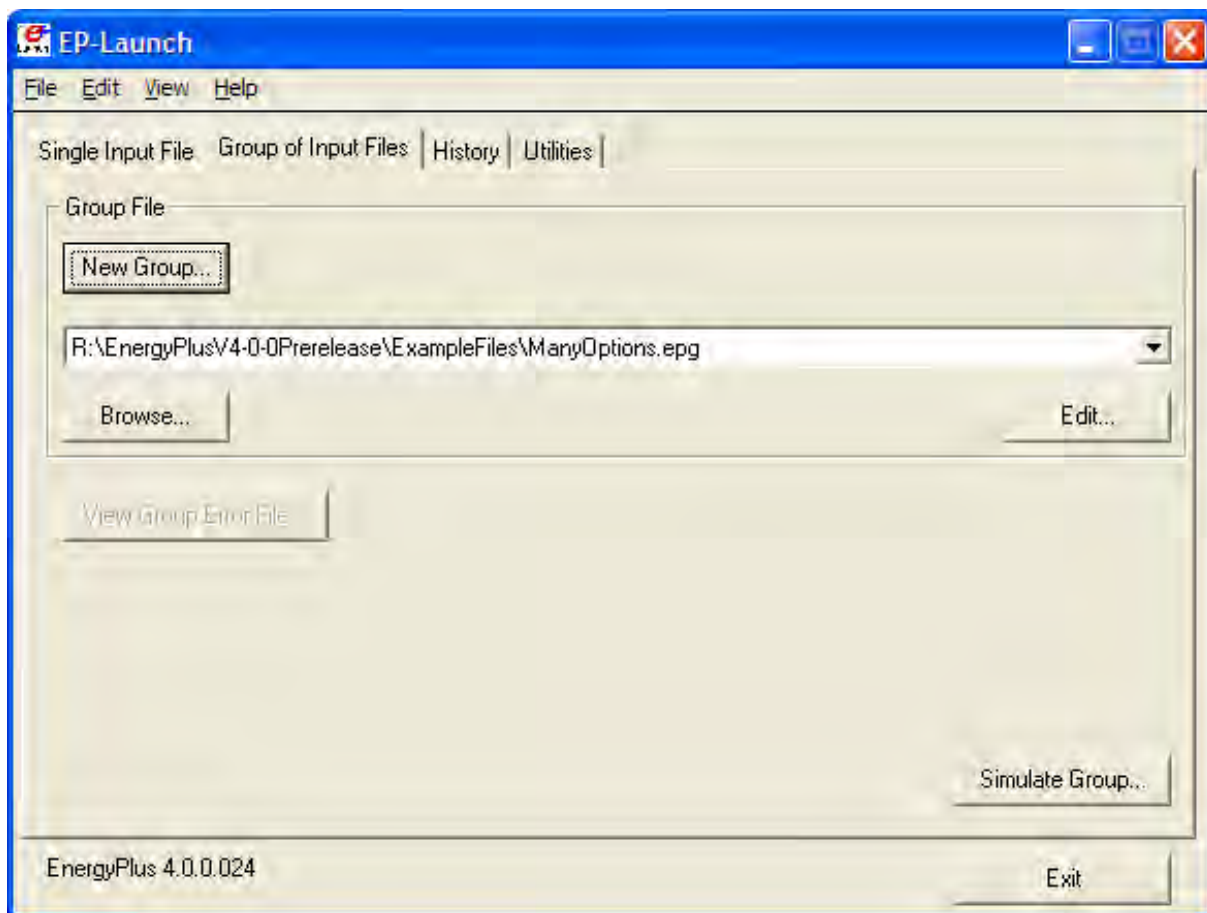 EP-Launch
File Edit View Help
Single Input File Group of Input Files History Utilities
Group File
New Group...
R:\EnergyPlusV4-0-0Prerelease\ExampleFiles\ManyOptions.epg
Browse... Edit...
View Group Error File
Simulate Group...
EnergyPlus 4.0.0.024 Exit